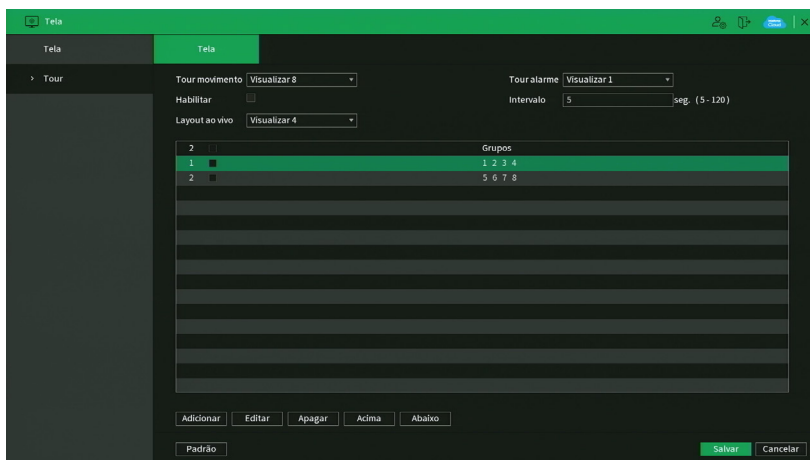 Tela
Cloud
Tela
Tela
Tour
Tour movimento Visualizar 8 Tour alarme Visualizar 1
Habilitar Intervalo 5 seg. (5-120)
Layout ao vivo Visualizar 4
2 Grupos
1 1 2 3 4
2 5 6 7 8
Adicionar Editar Apagar Acima Abaixo
Padrão Salvar Cancelar